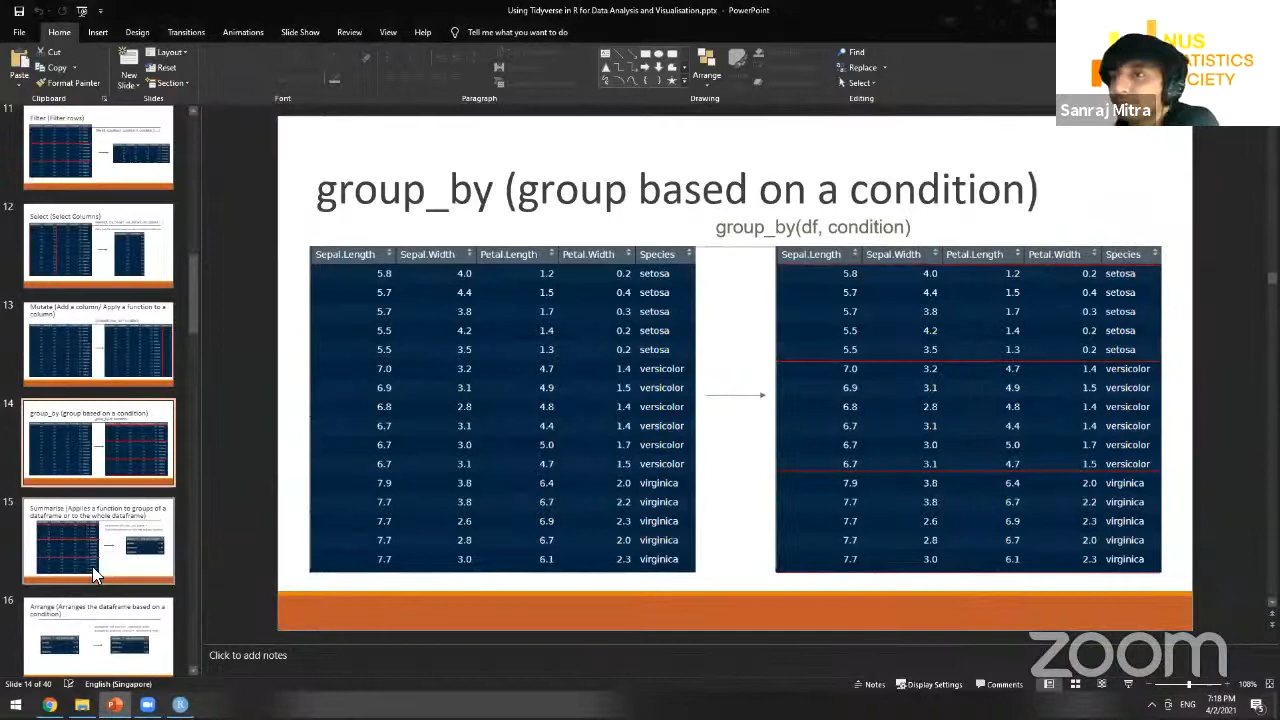 Using Tidyverse in R for Data Analysis and Visualisation.pptx - PowerPoint
File Home Insert Design Transitions Animations Slide Show Review View Help Tell me what you want to do
Paste
Cut
Copy
Format Painter
Clipboard
New Slide
Layout
Reset
Section
Slides
Font
Paragraph
Arrange
Drawing
Find
Replace
Select
Editing
NUS
STATISTICS
SOCIETY
Sanraj Mitra
11
Filter (Filter rows)
12
Select (Select Columns)
13
Mutate (Add a column/ Apply a function to a
column)
14
group_by (group based on a condition)
15
Summarise (Applies a function to groups of a
dataframe or to the whole dataframe)
16
Arrange (Arranges the dataframe based on a
condition)
group_by (group based on a condition)
group_by(df, condition)
Sepal.Length Sepal.Width Petal.Length Petal.Width Species
5.8 4.0 1.2 0.2 setosa
5.7 4.4 1.5 0.4 setosa
5.7 3.8 1.7 0.3 setosa
5.5 4.2 1.4 0.2 setosa
5.5 3.5 1.3 0.2 setosa
7.0 3.2 4.7 1.4 versicolor
6.9 3.1 4.9 1.5 versicolor
6.8 2.8 4.8 1.4 versicolor
6.7 3.1 4.4 1.4 versicolor
6.7 3.0 5.0 1.7 versicolor
6.7 3.1 4.7 1.5 versicolor
7.9 3.8 6.4 2.0 virginica
7.7 3.8 6.7 2.2 virginica
7.7 2.6 6.9 2.3 virginica
7.7 2.8 6.7 2.0 virginica
7.7 3.0 6.1 2.3 virginica
Sepal.Length Sepal.Width Petal.Length Petal.Width Species
5.8 4.0 1.2 0.2 setosa
5.7 4.4 1.5 0.4 setosa
5.7 3.8 1.7 0.3 setosa
5.5 4.2 1.4 0.2 setosa
5.5 3.5 1.3 0.2 setosa
7.0 3.2 4.7 1.4 versicolor
6.9 3.1 4.9 1.5 versicolor
6.8 2.8 4.8 1.4 versicolor
6.7 3.1 4.4 1.4 versicolor
6.7 3.0 5.0 1.7 versicolor
6.7 3.1 4.7 1.5 versicolor
7.9 3.8 6.4 2.0 virginica
7.7 3.8 6.7 2.2 virginica
7.7 2.6 6.9 2.3 virginica
7.7 2.8 6.7 2.0 virginica
7.7 3.0 6.1 2.3 virginica
zoom
Click to add notes
Slide 14 of 40 English (Singapore) Notes Display Settings Comments 108%
ENG
7:18 PM
4/2/2021